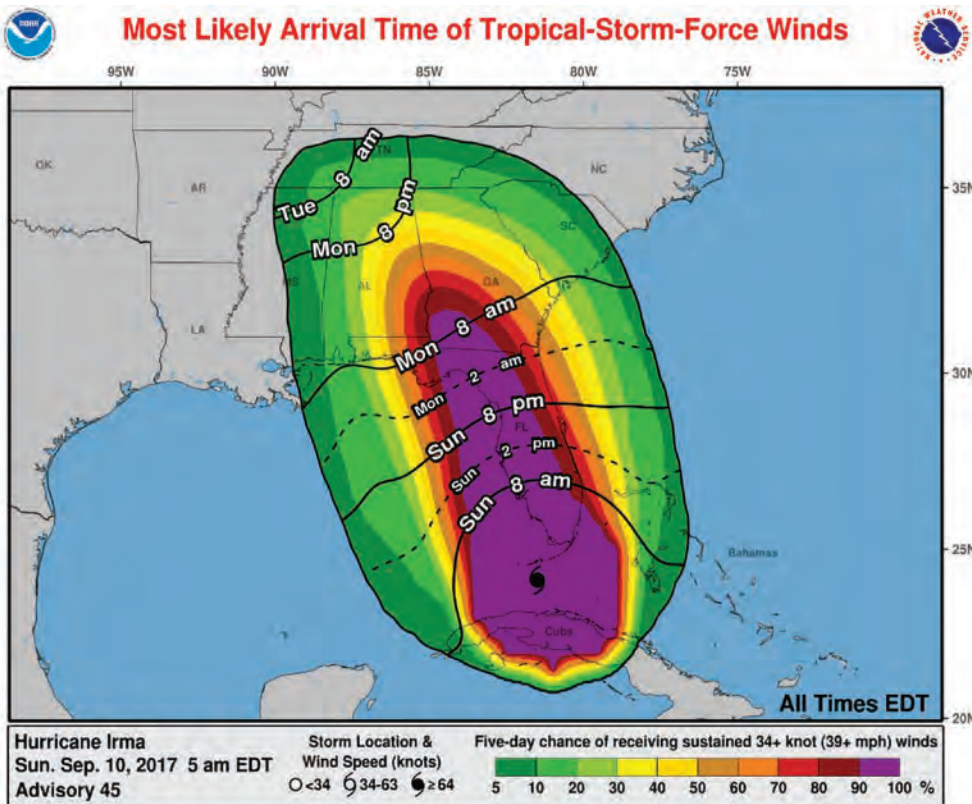 NOAA
Most Likely Arrival Time of Tropical-Storm-Force Winds
NATIONAL WEATHER SERVICE
95W 90W 85W 80W 75W
OK
AR
TN
NC
35N
SC
MS
AL
GA
LA
30N
FL
25N
Bahamas
Cuba
20N
Tue 8 am
Mon 8 pm
Mon 8 am
Mon 2 am
Sun 8 pm
Sun 2 pm
Sun 8 am
All Times EDT
Hurricane Irma
Sun. Sep. 10, 2017 5 am EDT
Advisory 45
Storm Location &
Wind Speed (knots)
<34 34-63 ≥64
Five-day chance of receiving sustained 34+ knot (39+ mph) winds
5 10 20 30 40 50 60 70 80 90 100 %